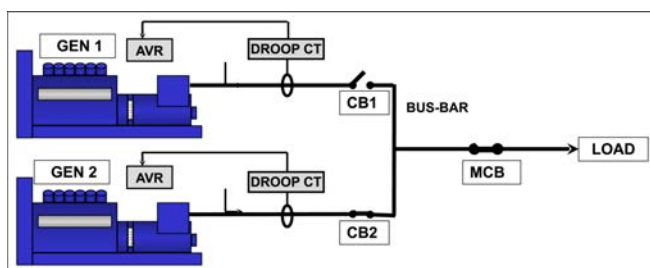 GEN 1
AVR
DROOP CT
CB1
BUS-BAR
GEN 2
AVR
DROOP CT
CB2
MCB
LOAD